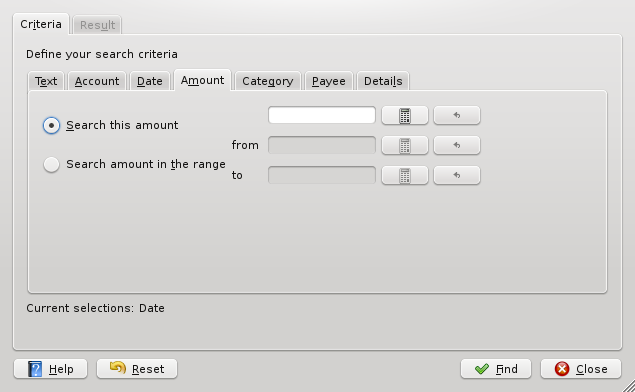 Criteria Result
Define your search criteria
Text Account Date Amount Category Payee Details
Search this amount
from
Search amount in the range
to
Current selections: Date
Help Reset Find Close